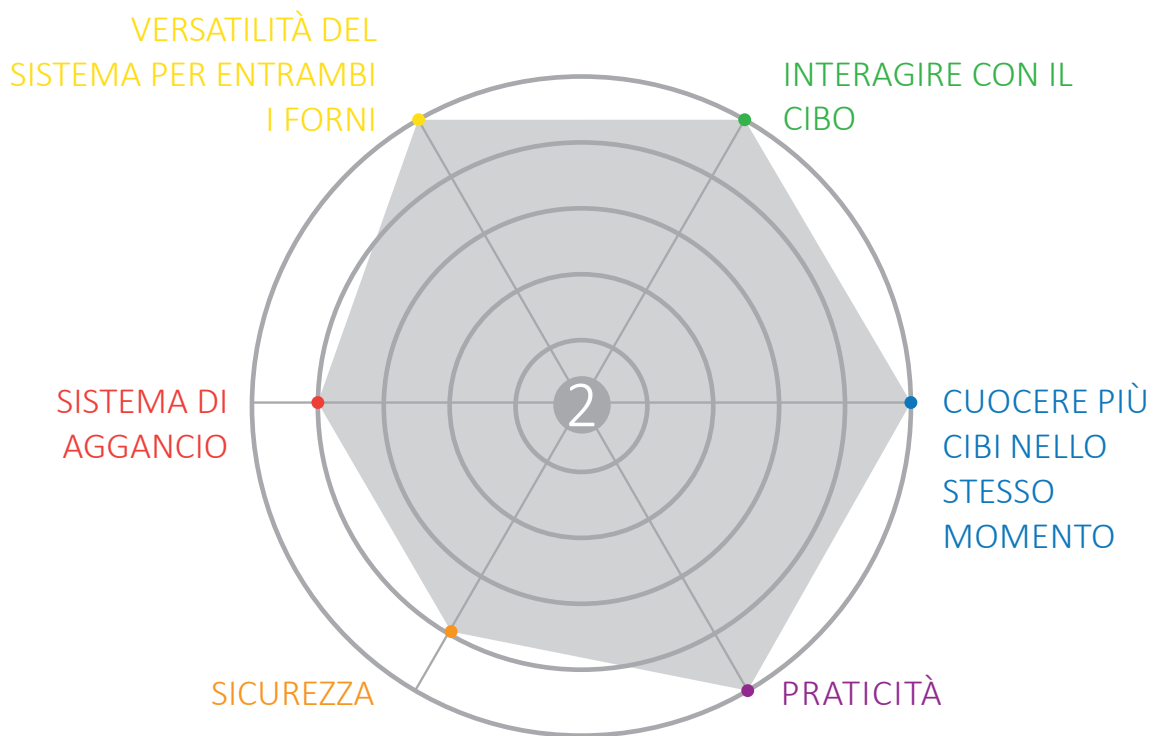 VERSATILITÀ DEL
SISTEMA PER ENTRAMBI
I FORNI
INTERAGIRE CON IL
CIBO
SISTEMA DI
AGGANCIO
2
CUOCERE PIÙ
CIBI NELLO
STESSO
MOMENTO
SICUREZZA
PRATICITÀ